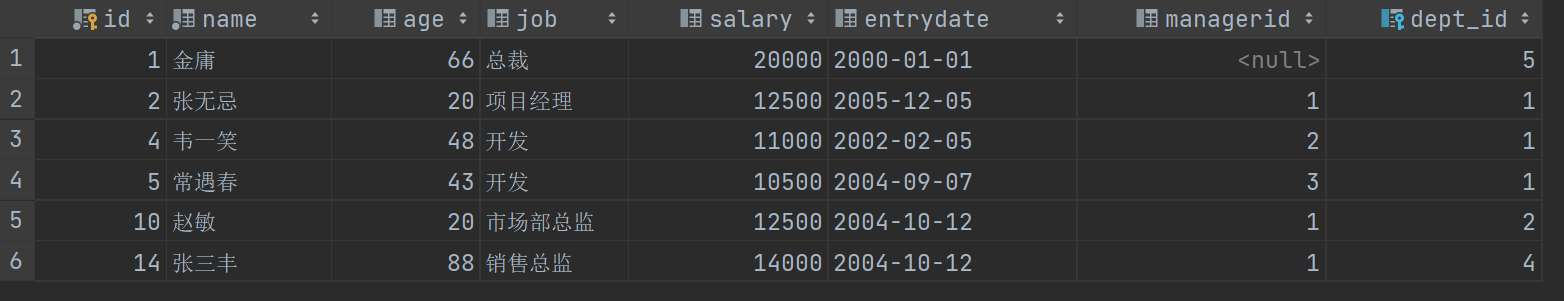 id name age job salary entrydate managerid dept_id
1 1 金庸 66 总裁 20000 2000-01-01 <null> 5
2 2 张无忌 20 项目经理 12500 2005-12-05 1 1
3 4 韦一笑 48 开发 11000 2002-02-05 2 1
4 5 常遇春 43 开发 10500 2004-09-07 3 1
5 10 赵敏 20 市场部总监 12500 2004-10-12 1 2
6 14 张三丰 88 销售总监 14000 2004-10-12 1 4